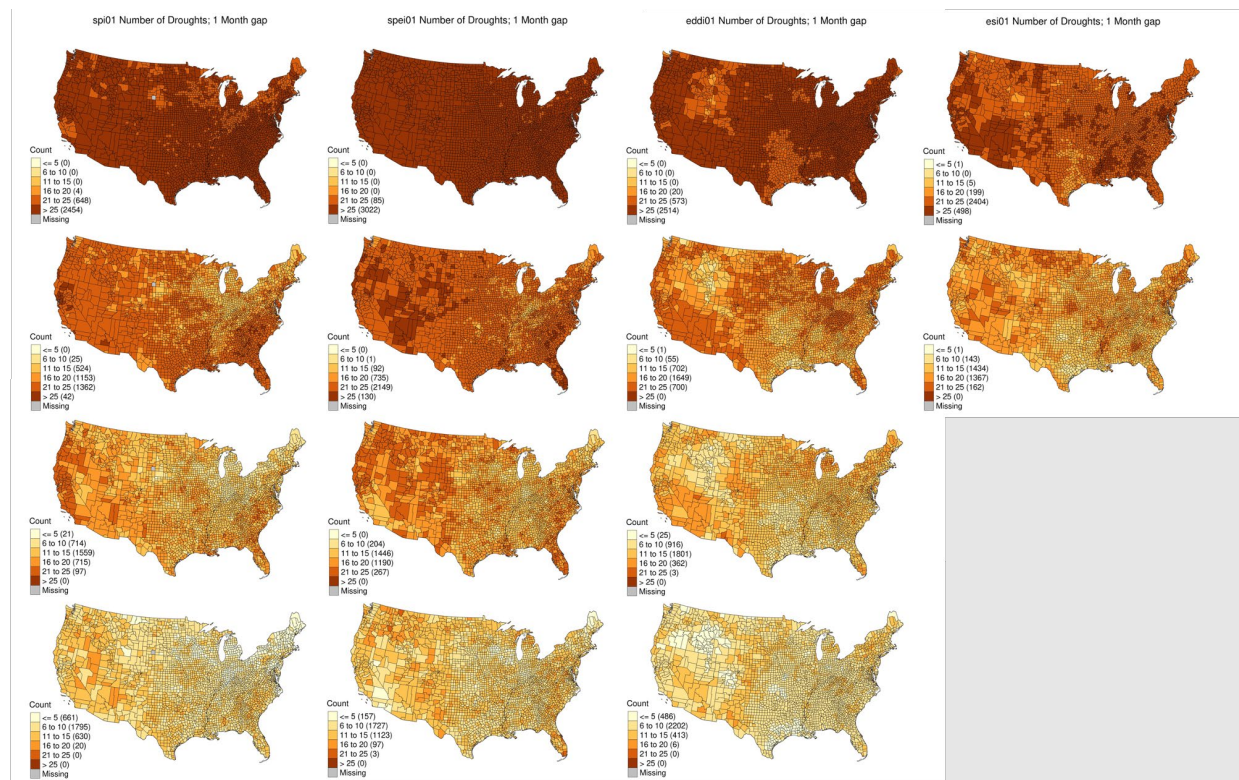 spi01 Number of Droughts; 1 Month gap
spei01 Number of Droughts; 1 Month gap
eddi01 Number of Droughts; 1 Month gap
esi01 Number of Droughts; 1 Month gap
Count
<= 5 (0)
6 to 10 (0)
11 to 15 (0)
16 to 20 (4)
21 to 25 (648)
> 25 (2454)
Missing
Count
<= 5 (0)
6 to 10 (0)
11 to 15 (0)
16 to 20 (0)
21 to 25 (85)
> 25 (3022)
Missing
Count
<= 5 (0)
6 to 10 (0)
11 to 15 (0)
16 to 20 (20)
21 to 25 (573)
> 25 (2514)
Missing
Count
<= 5 (1)
6 to 10 (0)
11 to 15 (5)
16 to 20 (199)
21 to 25 (2404)
> 25 (498)
Missing
Count
<= 5 (0)
6 to 10 (25)
11 to 15 (524)
16 to 20 (1153)
21 to 25 (1362)
> 25 (42)
Missing
Count
<= 5 (0)
6 to 10 (1)
11 to 15 (92)
16 to 20 (735)
21 to 25 (2149)
> 25 (130)
Missing
Count
<= 5 (1)
6 to 10 (55)
11 to 15 (702)
16 to 20 (1649)
21 to 25 (700)
> 25 (0)
Missing
Count
<= 5 (1)
6 to 10 (143)
11 to 15 (1434)
16 to 20 (1367)
21 to 25 (162)
> 25 (0)
Missing
Count
<= 5 (21)
6 to 10 (714)
11 to 15 (1559)
16 to 20 (715)
21 to 25 (97)
> 25 (0)
Missing
Count
<= 5 (0)
6 to 10 (204)
11 to 15 (1446)
16 to 20 (1190)
21 to 25 (267)
> 25 (0)
Missing
Count
<= 5 (25)
6 to 10 (916)
11 to 15 (1801)
16 to 20 (362)
21 to 25 (3)
> 25 (0)
Missing
Count
<= 5 (661)
6 to 10 (1795)
11 to 15 (630)
16 to 20 (20)
21 to 25 (0)
> 25 (0)
Missing
Count
<= 5 (157)
6 to 10 (1727)
11 to 15 (1123)
16 to 20 (97)
21 to 25 (3)
> 25 (0)
Missing
Count
<= 5 (486)
6 to 10 (2202)
11 to 15 (413)
16 to 20 (6)
21 to 25 (0)
> 25 (0)
Missing